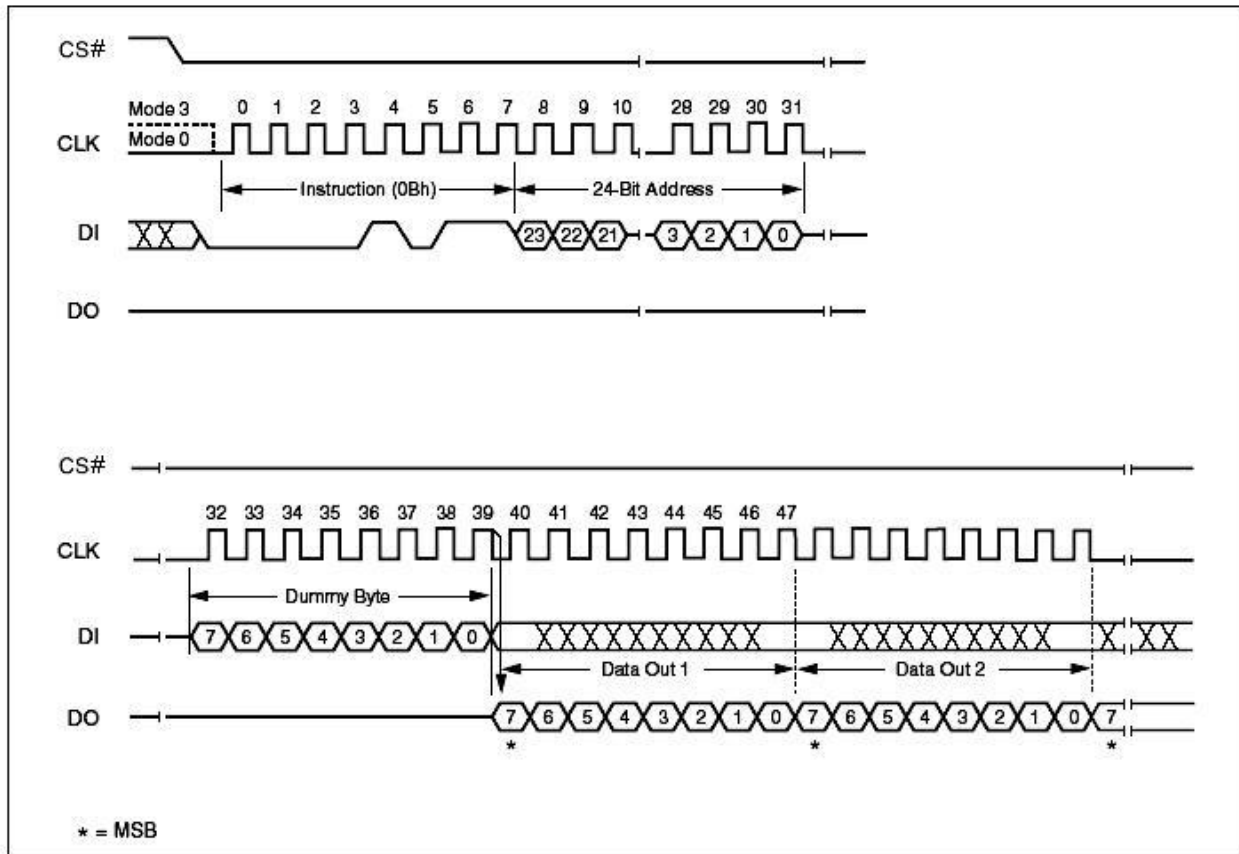 CS#
Mode 3 0 1 2 3 4 5 6 7 8 9 10 28 29 30 31
CLK Mode 0
Instruction (0Bh) 24-Bit Address
DI 23 22 21 3 2 1 0
DO
CS#
32 33 34 35 36 37 38 39 40 41 42 43 44 45 46 47
CLK
Dummy Byte
DI 7 6 5 4 3 2 1 0
Data Out 1 Data Out 2
DO 7 6 5 4 3 2 1 0 7 6 5 4 3 2 1 0 7
* * *
* = MSB